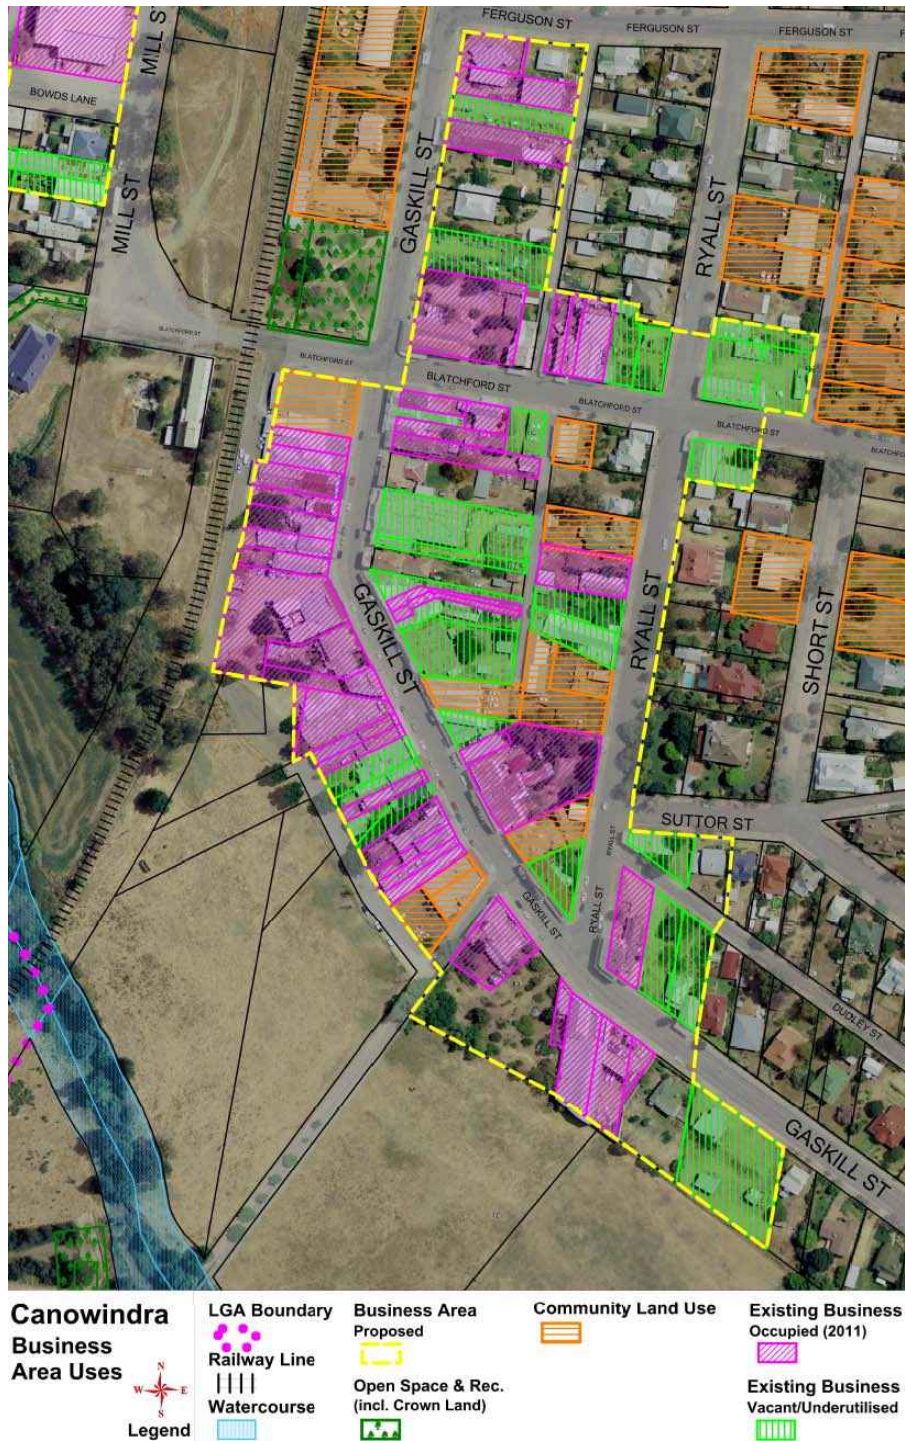 FERGUSON ST
FERGUSON ST
FERGUSON ST
MILL ST
BOWDS LANE
GASKILL ST
RYALL ST
MILL ST
BLATCHFORD ST
BLATCHFORD ST
BLATCHFORD ST
BLATCHFORD ST
GASKILL ST
RYALL ST
SHORT ST
SUTTOR ST
RYALL ST
GASKILL ST
RYALL ST
DUDLEY ST
GASKILL ST
Canowindra
Business
Area Uses
N
W E
S
Legend
LGA Boundary
Railway Line
Watercourse
Business Area
Proposed
Open Space & Rec.
(incl. Crown Land)
Community Land Use
Existing Business
Occupied (2011)
Existing Business
Vacant/Underutilised